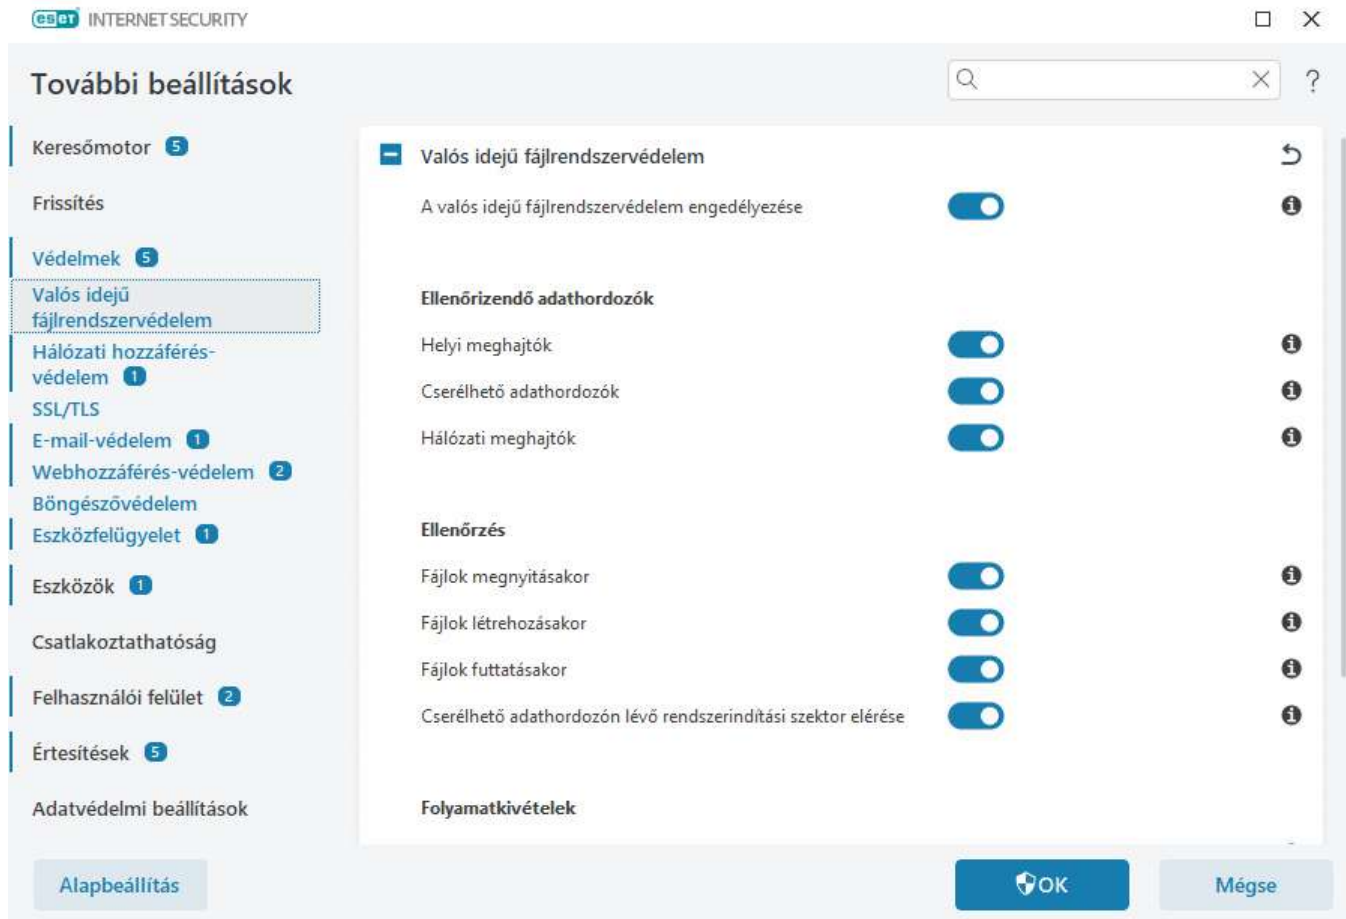 eset INTERNET SECURITY
További beállítások
?
Keresőmotor 5
Frissítés
Védelmek 5
Valós idejű
fájlrendszervédelem
Hálózati hozzáférés-
védelem 1
SSL/TLS
E-mail-védelem 1
Webhozzáférés-védelem 2
Böngészővédelem
Eszközfelügyelet 1
Eszközök 1
Csatlakoztathatóság
Felhasználói felület 2
Értesítések 5
Adatvédelmi beállítások
Valós idejű fájlrendszervédelem
A valós idejű fájlrendszervédelem engedélyezése
Ellenőrizendő adathordozók
Helyi meghajtók
Cserélhető adathordozók
Hálózati meghajtók
Ellenőrzés
Fájlok megnyitásakor
Fájlok létrehozásakor
Fájlok futtatásakor
Cserélhető adathordozón lévő rendszerindítási szektor elérése
Folyamatkivételek
Alapbeállítás
OK
Mégse